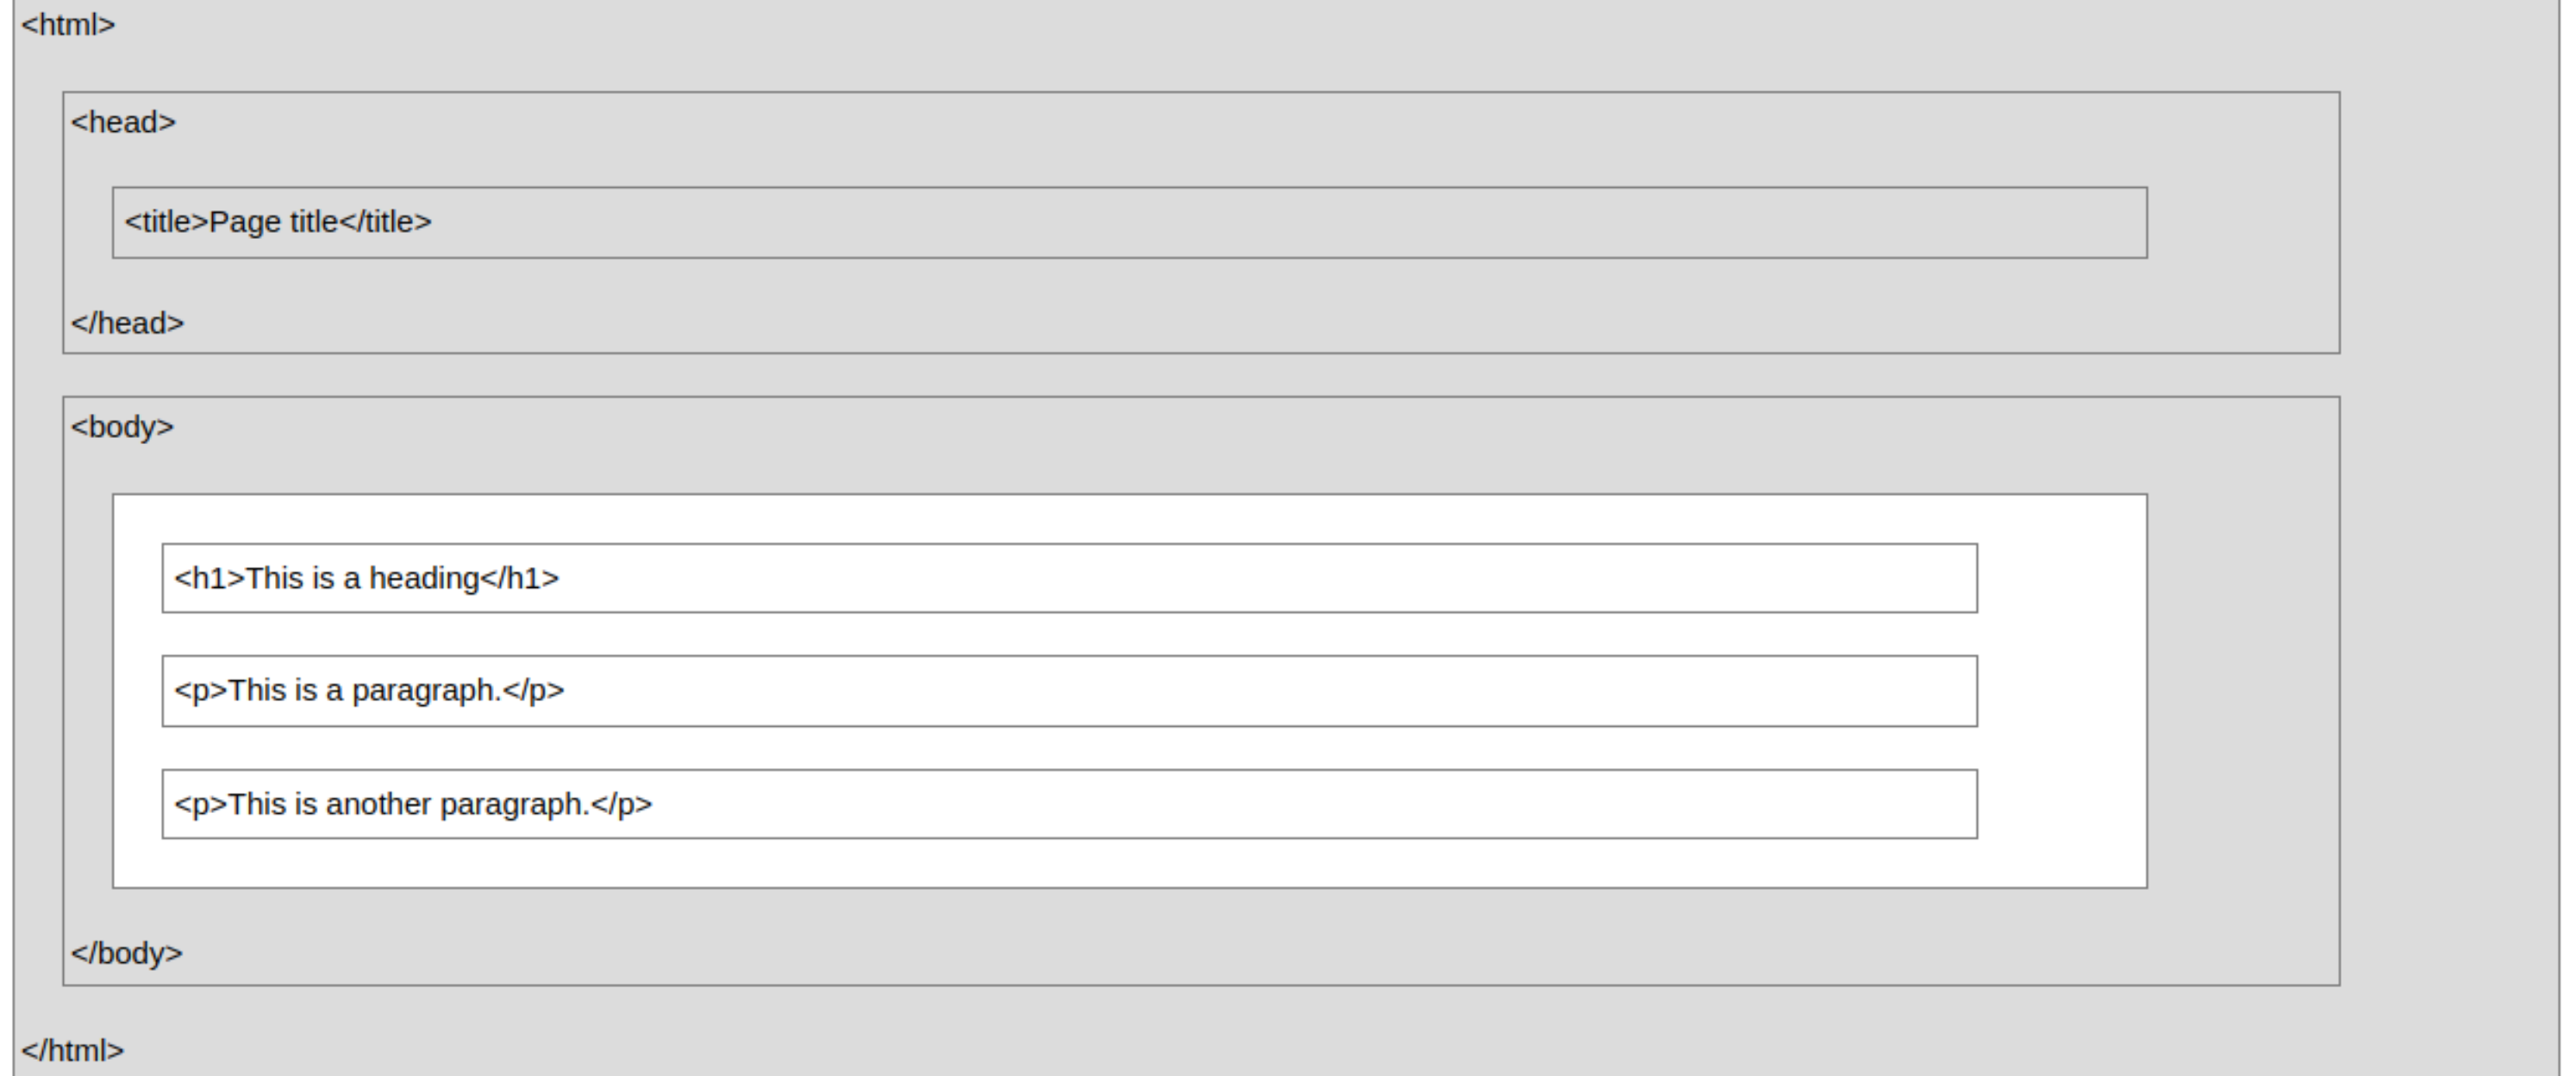 <html>
<head>
<title>Page title</title>
</head>
<body>
<h1>This is a heading</h1>
<p>This is a paragraph.</p>
<p>This is another paragraph.</p>
</body>
</html>